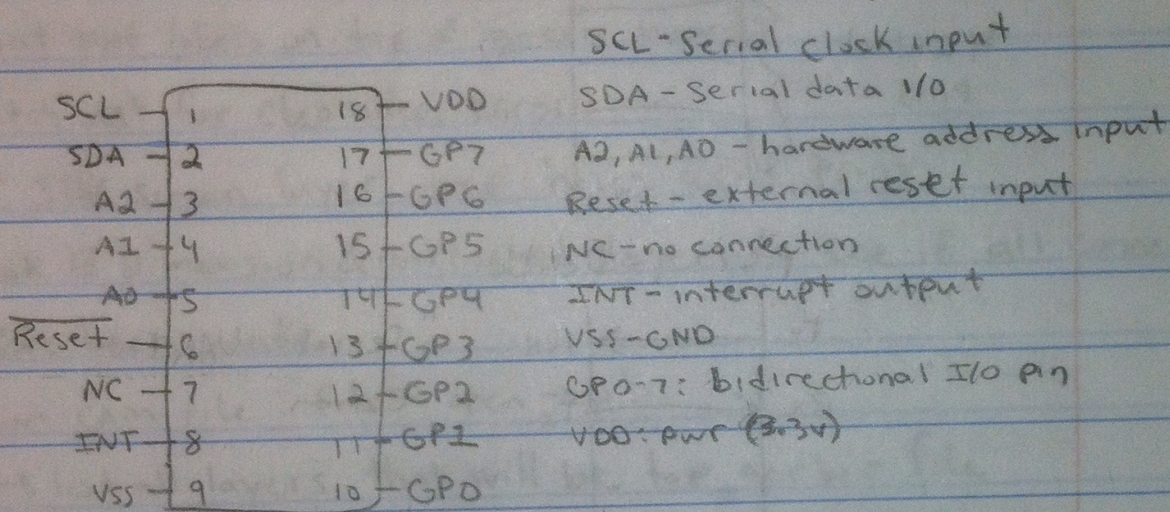 SCL - Serial clock input
SCL 1 18 VDD SDA - Serial data I/O
SDA 2 17 GP7 A2, A1, A0 - hardware address input
A2 3 16 GP6 Reset - external reset input
A1 4 15 GP5 NC - no connection
A0 5 14 GP4 INT - interrupt output
Reset 6 13 GP3 VSS - GND
NC 7 12 GP2 GP0-7: bidirectional I/O pin
INT 8 11 GP1 VDD: pwr (3.3v)
VSS 9 10 GP0